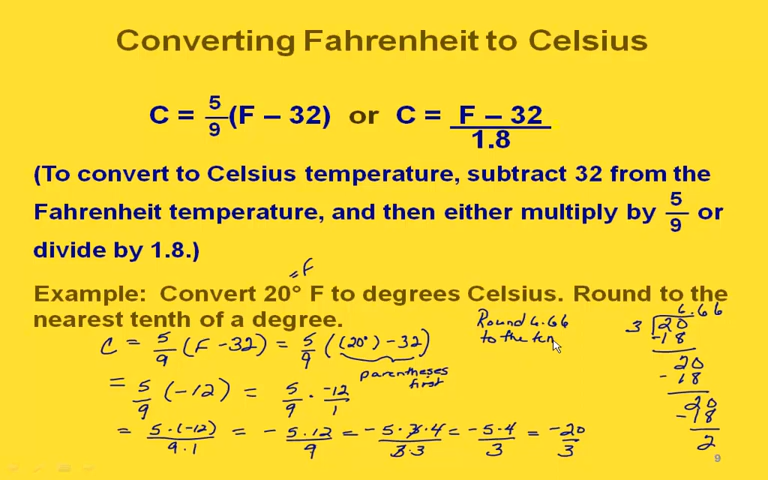 Converting Fahrenheit to Celsius
C = 5/9 (F – 32) or C = F – 32 / 1.8
(To convert to Celsius temperature, subtract 32 from the
Fahrenheit temperature, and then either multiply by 5/9 or
divide by 1.8.)
= F
Example: Convert 20° F to degrees Celsius. Round to the
nearest tenth of a degree.
C = 5/9 (F - 32) = 5/9 ((20°) - 32)
parentheses
first
= 5/9 (-12) = 5/9 · -12/1
= 5·(-12)/9·1 = - 5·12/9 = -5·3·4/3·3 = -5·4/3 = -20/3
Round 6.66
to the ten
6.66
3 20
-18
20
-18
20
-18
2
9